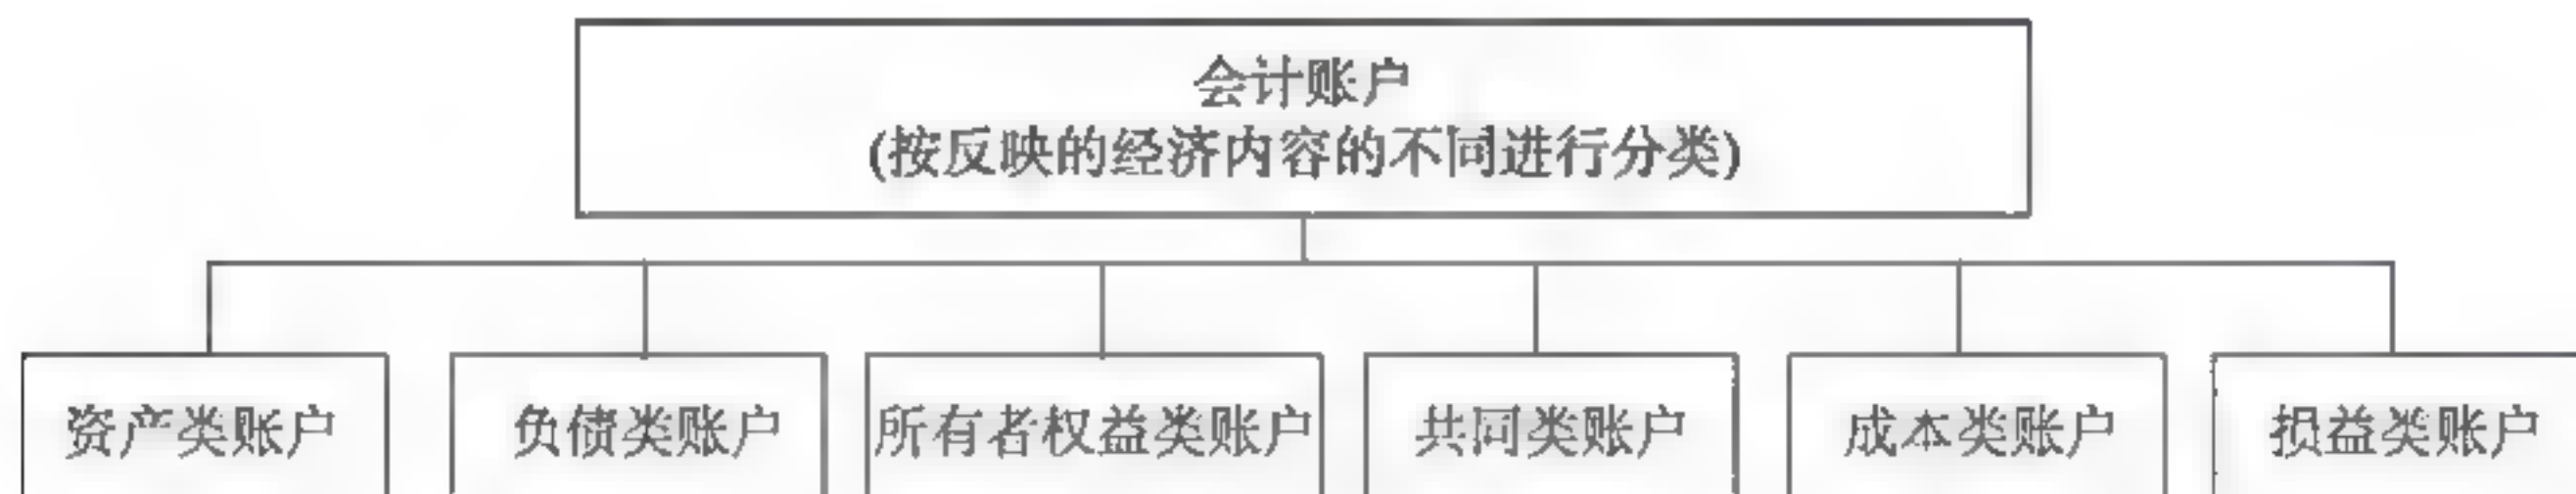 会计账户
(按反映的经济内容的不同进行分类)
资产类账户
负债类账户
所有者权益类账户
共同类账户
成本类账户
损益类账户